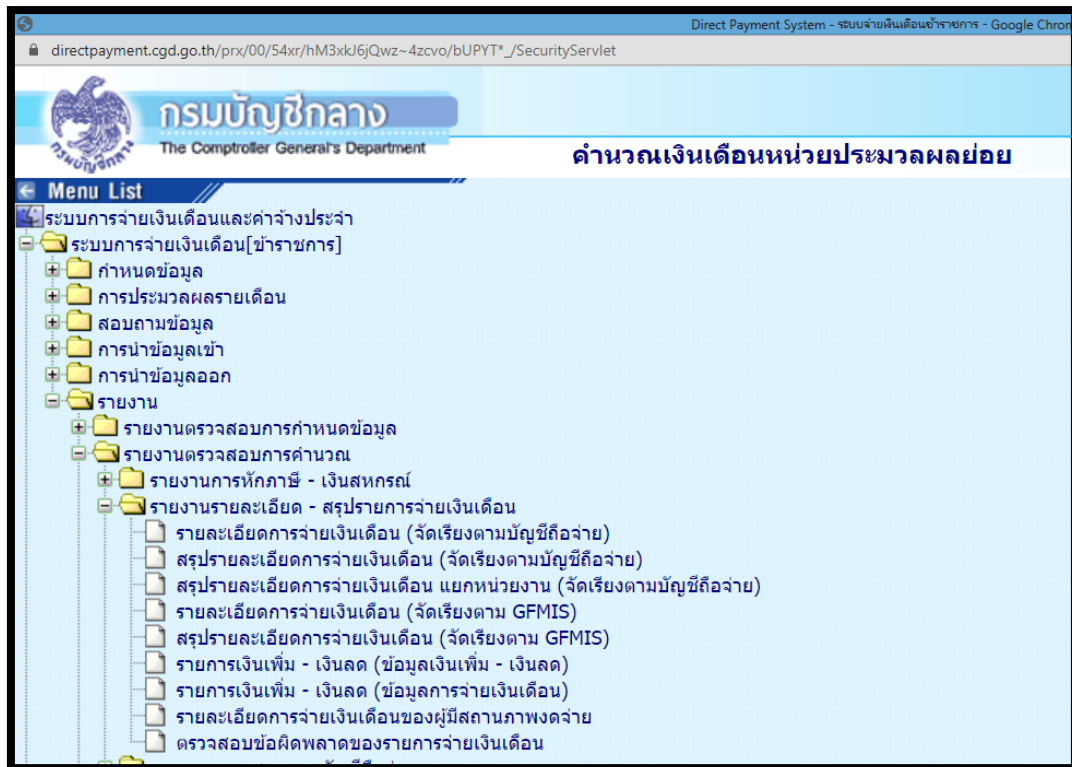 Direct Payment System - ระบบจ่ายเงินเดือนข้าราชการ - Google Chrom
directpayment.cgd.go.th/prx/00/54xr/hM3xkJ6jQwz~4zcvo/bUPYT*_/SecurityServlet
กรมบัญชีกลาง
The Comptroller General's Department
กรมบัญชีกลาง
คำนวณเงินเดือนหน่วยประมวลผลย่อย
Menu List
ระบบการจ่ายเงินเดือนและค่าจ้างประจำ
ระบบการจ่ายเงินเดือน[ข้าราชการ]
กำหนดข้อมูล
การประมวลผลรายเดือน
สอบถามข้อมูล
การนำข้อมูลเข้า
การนำข้อมูลออก
รายงาน
รายงานตรวจสอบการกำหนดข้อมูล
รายงานตรวจสอบการคำนวณ
รายงานการหักภาษี - เงินสหกรณ์
รายงานรายละเอียด - สรุปรายการจ่ายเงินเดือน
รายละเอียดการจ่ายเงินเดือน (จัดเรียงตามบัญชีถือจ่าย)
สรุปรายละเอียดการจ่ายเงินเดือน (จัดเรียงตามบัญชีถือจ่าย)
สรุปรายละเอียดการจ่ายเงินเดือน แยกหน่วยงาน (จัดเรียงตามบัญชีถือจ่าย)
รายละเอียดการจ่ายเงินเดือน (จัดเรียงตาม GFMIS)
สรุปรายละเอียดการจ่ายเงินเดือน (จัดเรียงตาม GFMIS)
รายการเงินเพิ่ม - เงินลด (ข้อมูลเงินเพิ่ม - เงินลด)
รายการเงินเพิ่ม - เงินลด (ข้อมูลการจ่ายเงินเดือน)
รายละเอียดการจ่ายเงินเดือนของผู้มีสถานภาพงดจ่าย
ตรวจสอบข้อผิดพลาดของรายการจ่ายเงินเดือน